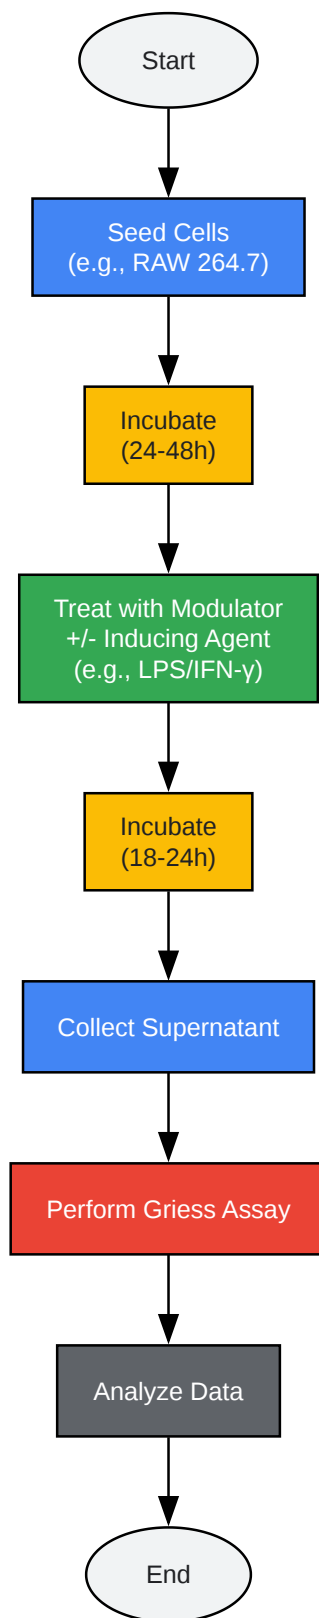 Start
Seed Cells
(e.g., RAW 264.7)
Incubate
(24-48h)
Treat with Modulator
+/- Inducing Agent
(e.g., LPS/IFN-γ)
Incubate
(18-24h)
Collect Supernatant
Perform Griess Assay
Analyze Data
End